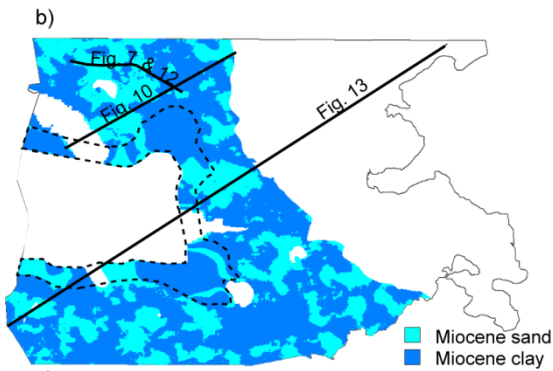 b)
Fig. 7 & 12
Fig. 10
Fig. 13
Miocene sand
Miocene clay